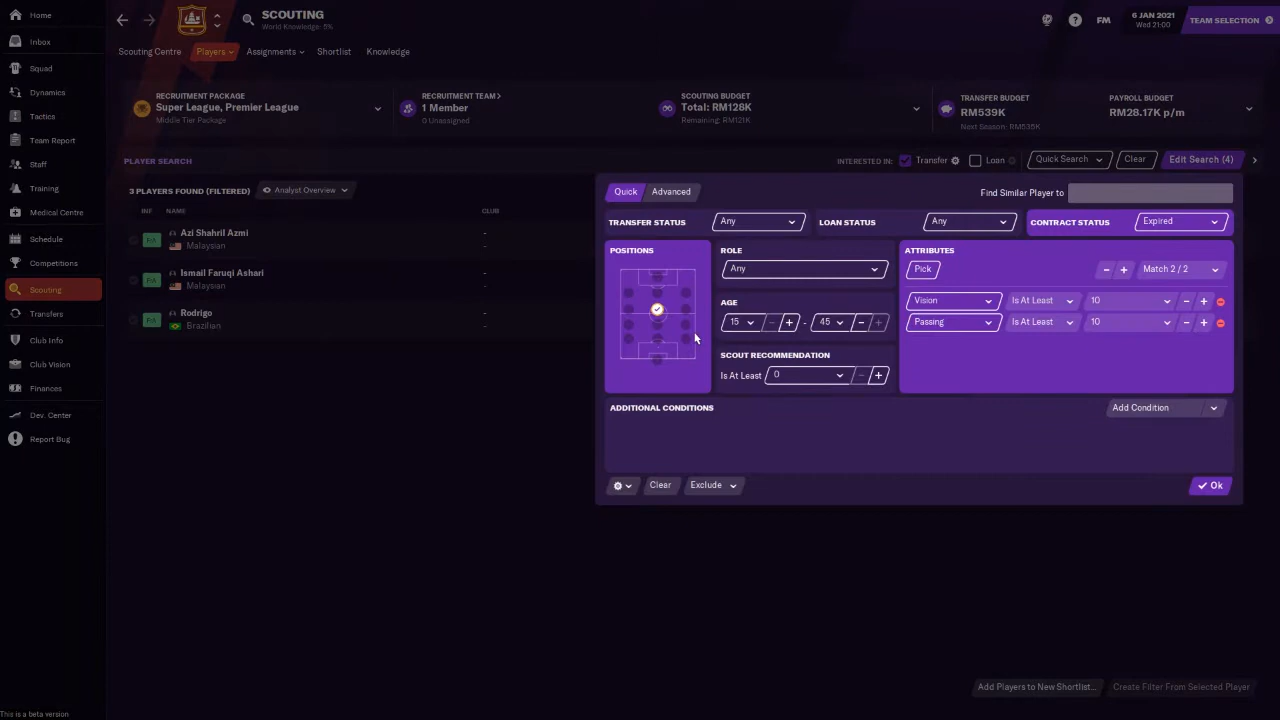 Home
Inbox
Squad
Dynamics
Tactics
Team Report
Staff
Training
Medical Centre
Schedule
Competitions
Scouting
Transfers
Club Info
Club Vision
Finances
Dev. Center
Report Bug
This is a beta version
SCOUTING
World Knowledge: 5%
FM
6 JAN 2021
Wed 21:00
TEAM SELECTION
Scouting Centre
Players
Assignments
Shortlist
Knowledge
RECRUITMENT PACKAGE
Super League, Premier League
Middle Tier Package
RECRUITMENT TEAM >
1 Member
0 Unassigned
SCOUTING BUDGET
Total: RM128K
Remaining: RM121K
TRANSFER BUDGET
RM539K
Next Season: RM535K
PAYROLL BUDGET
RM28.17K p/m
PLAYER SEARCH
INTERESTED IN:
Transfer
Loan
Quick Search
Clear
Edit Search (4)
3 PLAYERS FOUND (FILTERED)
Analyst Overview
INF
NAME
CLUB
Azi Shahril Azmi
-
Malaysian
-
Ismail Faruqi Ashari
-
Malaysian
-
Rodrigo
-
Brazilian
-
Quick
Advanced
Find Similar Player to
TRANSFER STATUS
Any
LOAN STATUS
Any
CONTRACT STATUS
Expired
POSITIONS
ROLE
Any
AGE
15
-
45
SCOUT RECOMMENDATION
Is At Least
0
ATTRIBUTES
Pick
Match 2 / 2
Vision
Is At Least
10
Passing
Is At Least
10
ADDITIONAL CONDITIONS
Add Condition
Clear
Exclude
Ok
Add Players to New Shortlist...
Create Filter From Selected Player